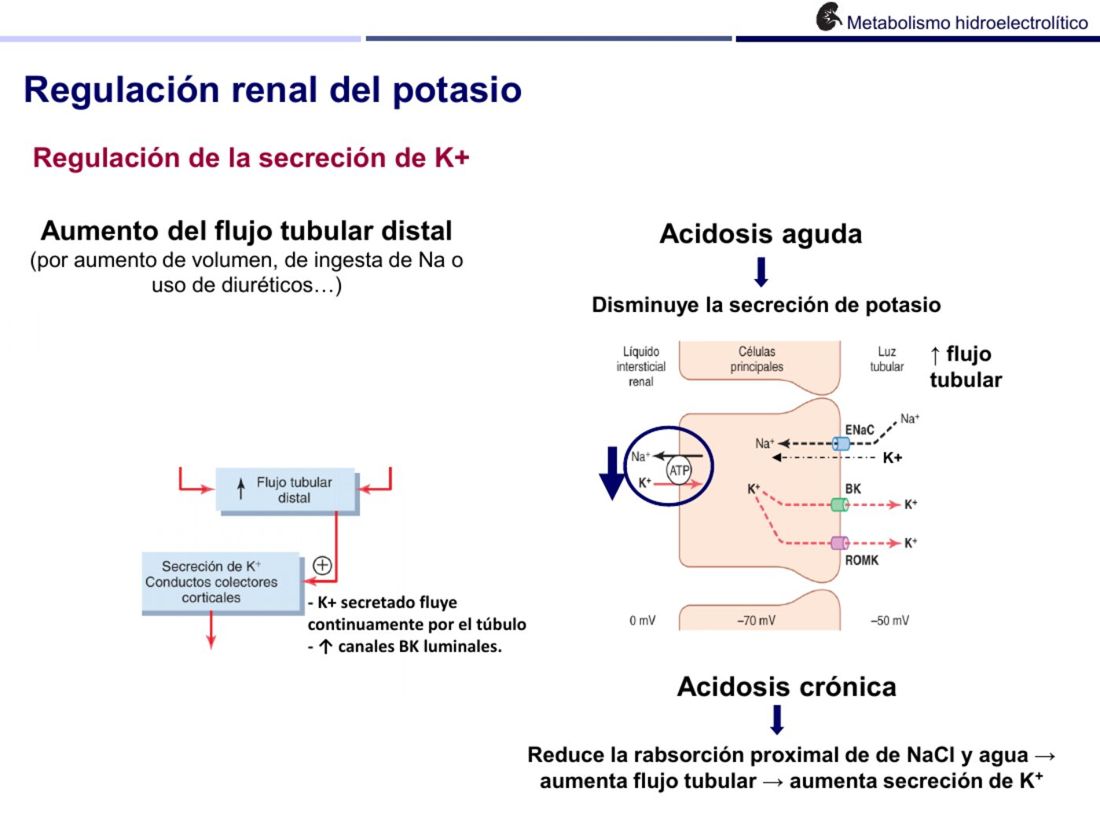 Metabolismo hidroelectrolítico
Regulación renal del potasio
Regulación de la secreción de K+
Aumento del flujo tubular distal
(por aumento de volumen, de ingesta de Na o
uso de diuréticos…)
↑ Flujo tubular
distal
Secreción de K⁺
Conductos colectores
corticales
+
- K+ secretado fluye
continuamente por el túbulo
- ↑ canales BK luminales.
Acidosis aguda
Disminuye la secreción de potasio
Líquido
intersticial
renal
Células
principales
Luz
tubular
↑ flujo
tubular
Na⁺
ENaC
Na⁺
K+
Na⁺
ATP
K⁺
K⁺
BK
K⁺
K⁺
ROMK
0 mV
–70 mV
–50 mV
Acidosis crónica
Reduce la rabsorción proximal de de NaCl y agua →
aumenta flujo tubular → aumenta secreción de K⁺